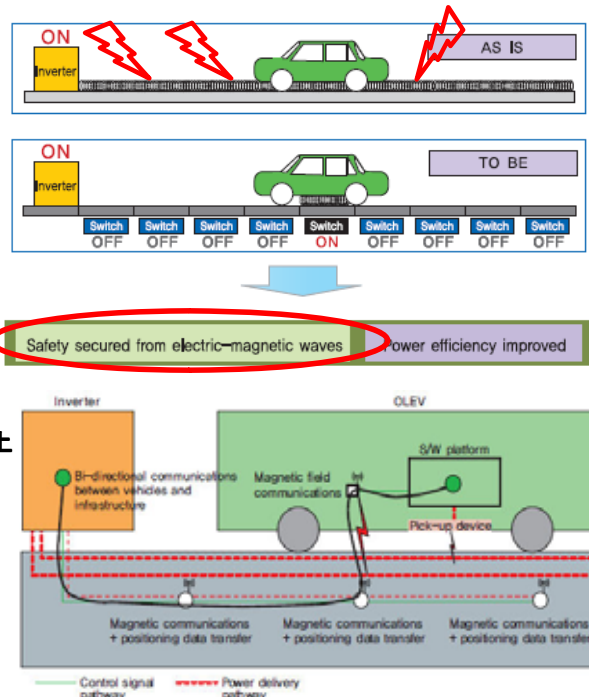 ON
Inverter
AS IS
ON
Inverter
TO BE
Switch Switch Switch Switch Switch Switch Switch Switch Switch
OFF OFF OFF OFF ON OFF OFF OFF OFF
Safety secured from electric-magnetic waves
Power efficiency improved
Inverter
OLEV
S/W platform
Bi-directional communications
between vehicles and
infrastructure
Magnetic field
communications
Pick-up device
Magnetic communications
+ positioning data transfer
Magnetic communications
+ positioning data transfer
Magnetic communications
+ positioning data transfer
Control signal
pathway
Power delivery
pathway